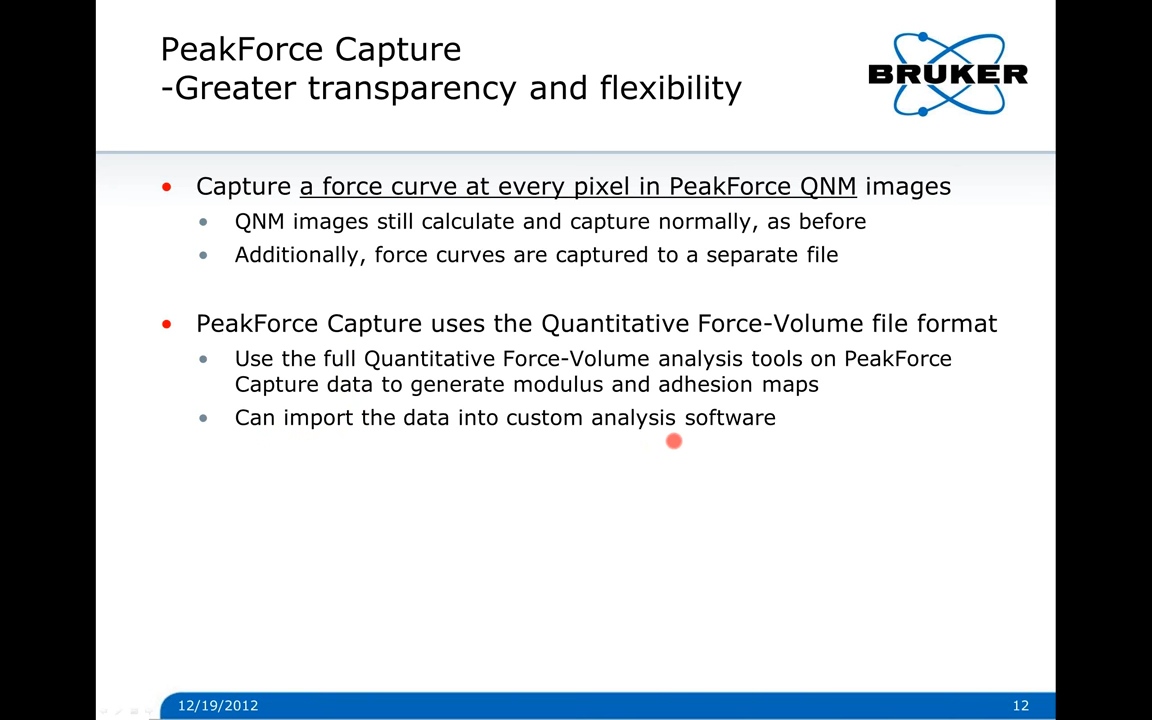 PeakForce Capture
-Greater transparency and flexibility
BRUKER
• Capture a force curve at every pixel in PeakForce QNM images
• QNM images still calculate and capture normally, as before
• Additionally, force curves are captured to a separate file
• PeakForce Capture uses the Quantitative Force-Volume file format
• Use the full Quantitative Force-Volume analysis tools on PeakForce
Capture data to generate modulus and adhesion maps
• Can import the data into custom analysis software
12/19/2012
12